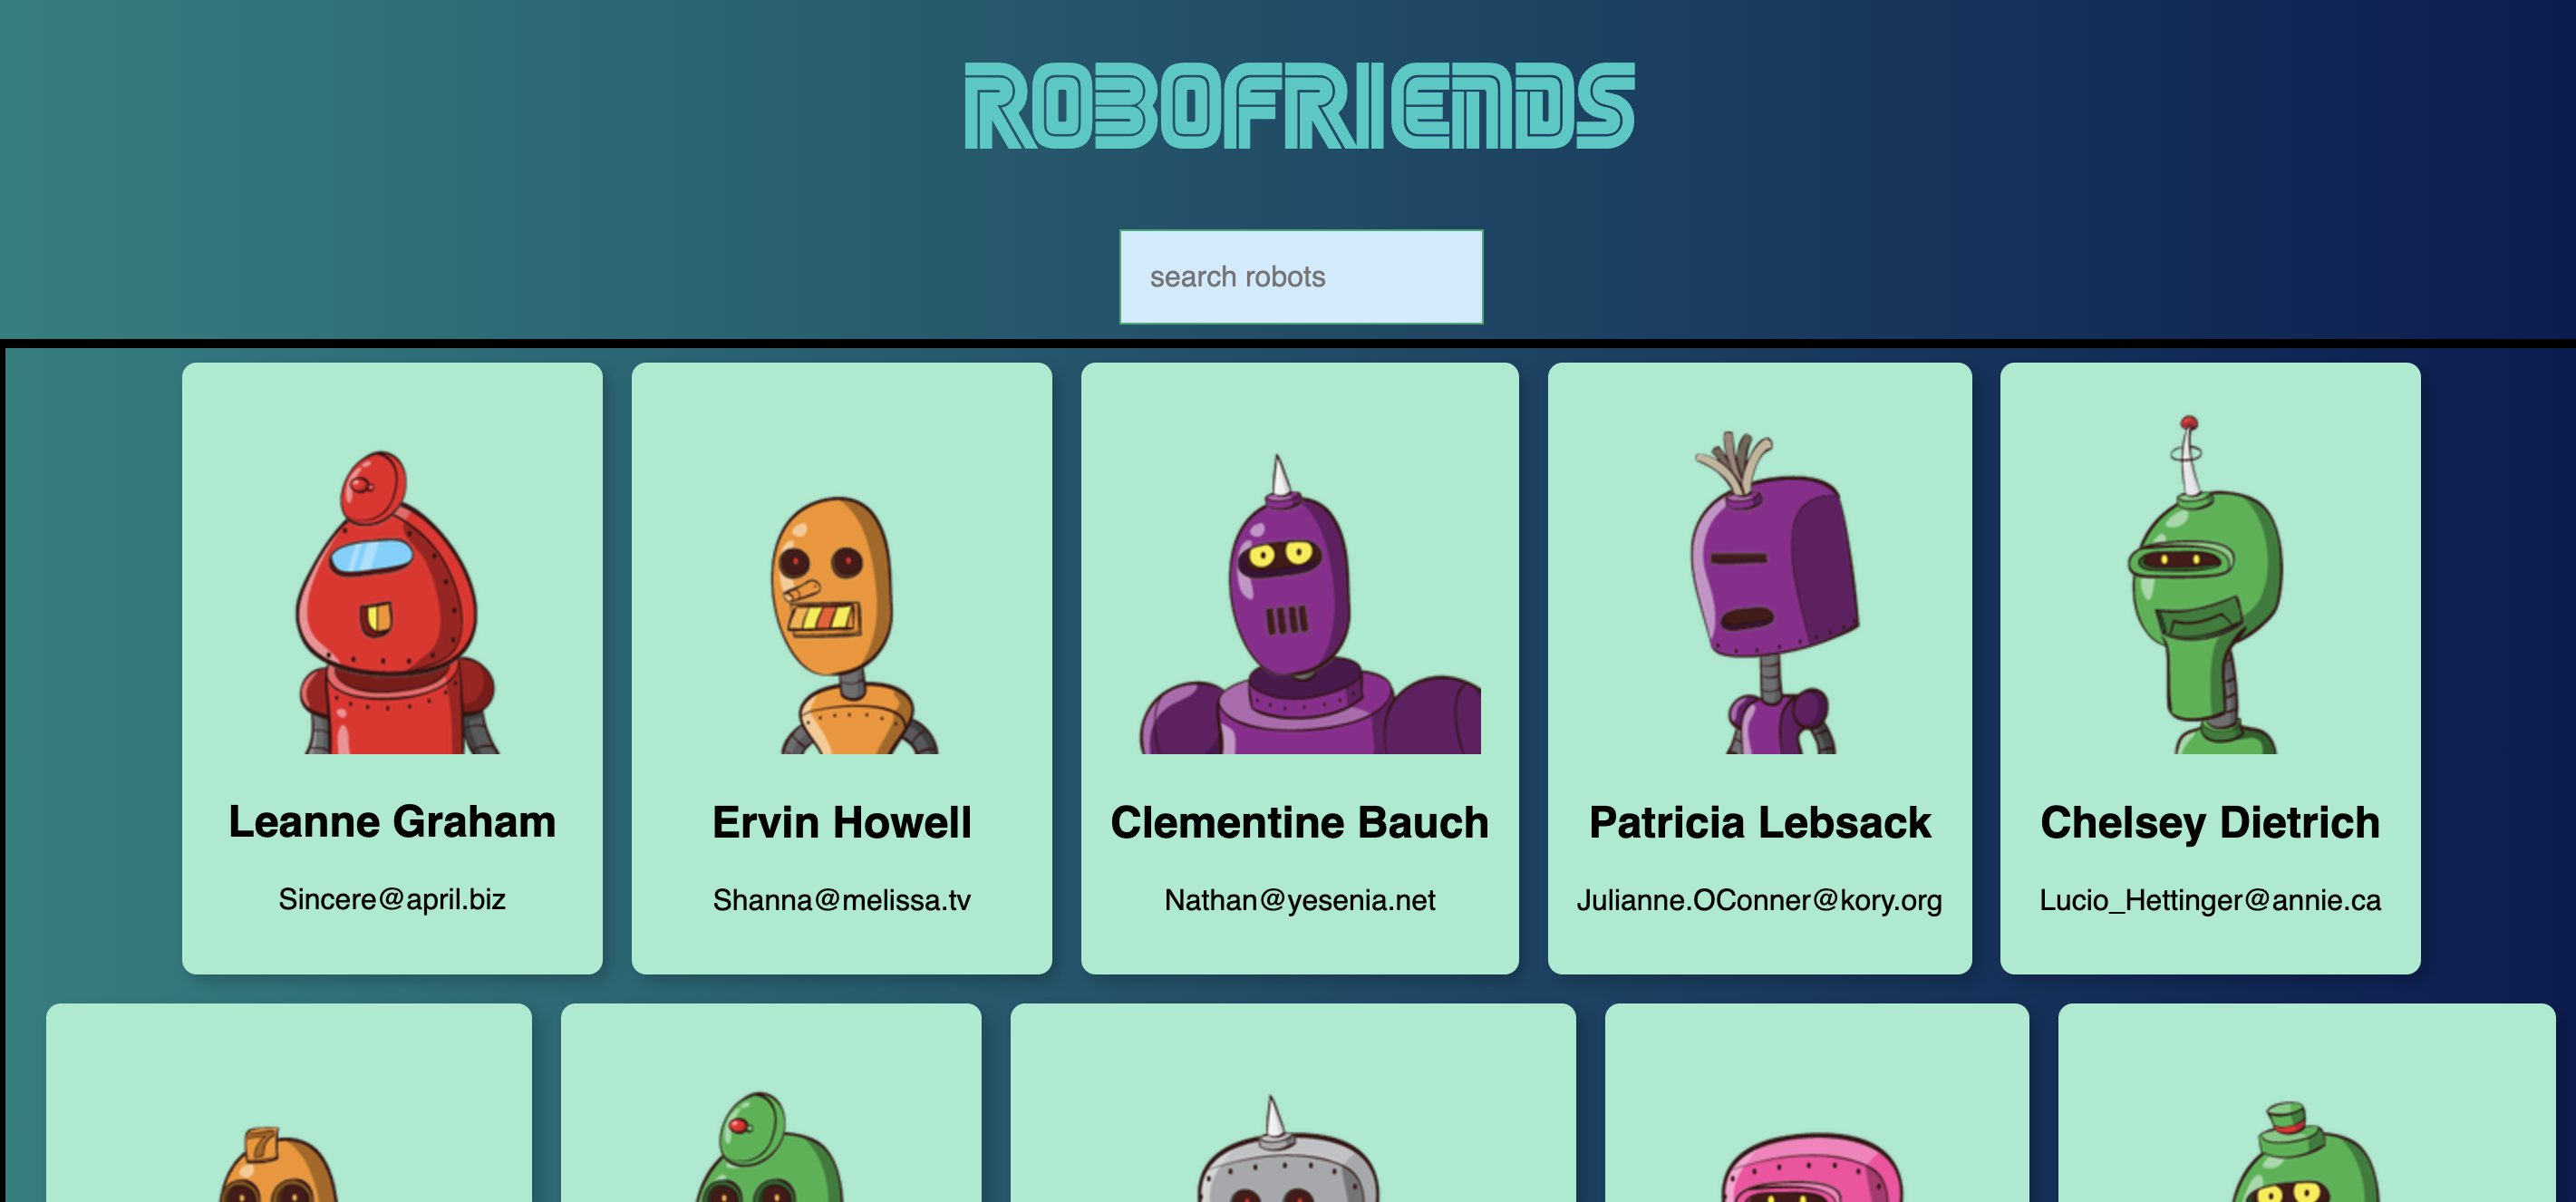 ROBOFRIENDS
search robots
Leanne Graham
Sincere@april.biz
Ervin Howell
Shanna@melissa.tv
Clementine Bauch
Nathan@yesenia.net
Patricia Lebsack
Julianne.OConner@kory.org
Chelsey Dietrich
Lucio_Hettinger@annie.ca
7